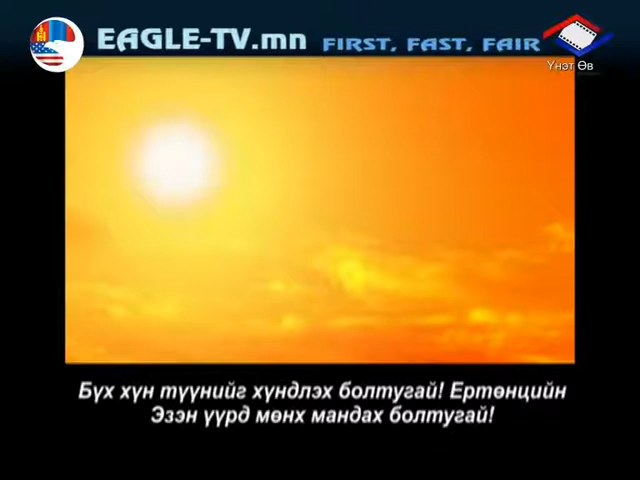 EAGLE-TV.mn FIRST, FAST, FAIR
Үнэт Өв
Бүх хүн түүнийг хүндлэх болтугай! Ертөнцийн
Эзэн үүрд мөнх мандах болтугай!